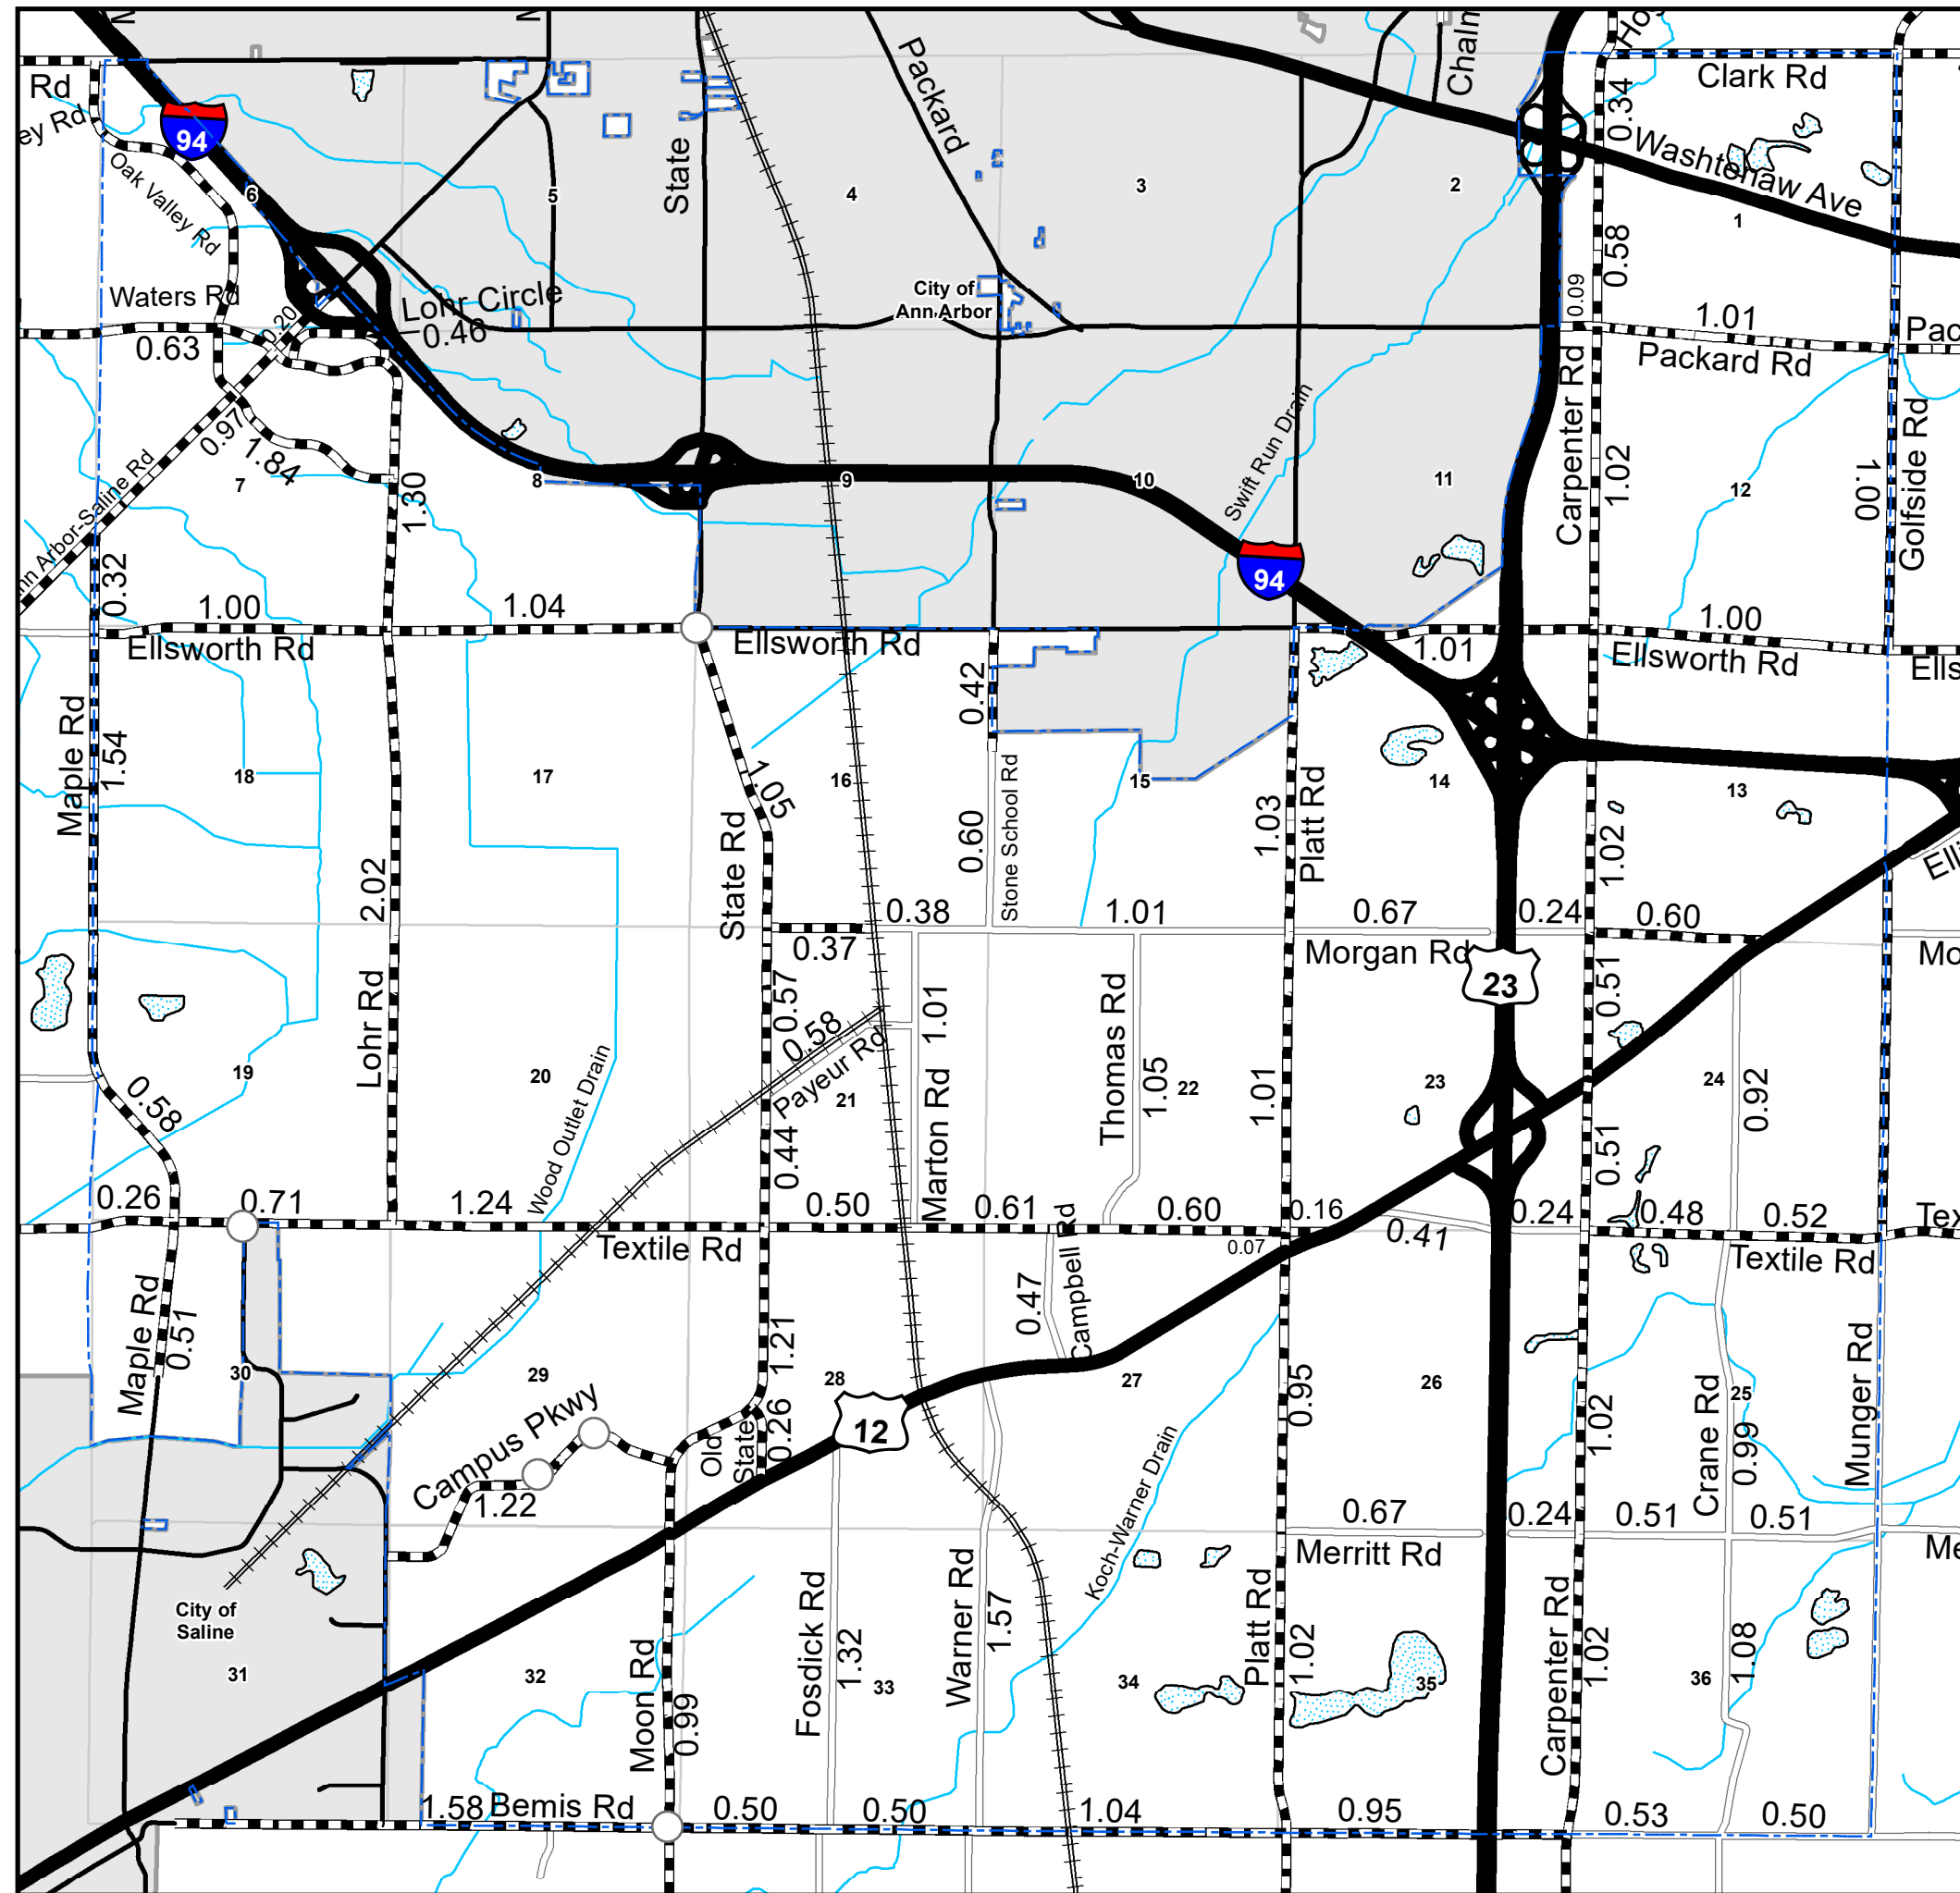 Rd
ey Rd
94
Oak Valley Rd
6
5
State
4
Packard
3
2
Chalm
Clark Rd
0.34
Washtenaw Ave
1
0.58
0.09
Waters Rd
0.20
0.63
Lohr Circle
0.46
City of
Ann Arbor
1.01
Packard Rd
Pac
Carpenter Rd
1.02
Golfside Rd
1.00
12
0.97
1.84
nn Arbor-Saline Rd
7
1.30
8
9
10
11
Swift Run Drain
94
0.32
1.00
Ellsworth Rd
1.04
Ellsworth Rd
1.01
1.00
Ellsworth Rd
Ells
Maple Rd
1.54
18
17
1.05
16
0.42
15
14
13
State Rd
0.60
Stone School Rd
1.03
Platt Rd
1.02
Elli
2.02
0.38
0.37
1.01
0.67
0.24
0.60
Morgan Rd
Mo
23
Lohr Rd
0.57
0.58
Payeur Rd
1.01
Marton Rd
Thomas Rd
1.05
22
1.01
23
0.51
24
0.92
19
0.58
20
Wood Outlet Drain
21
0.44
0.51
0.26
0.71
1.24
0.50
0.61
0.60
0.16
0.07
0.41
0.24
0.48
0.52
Textile Rd
Textile Rd
Tex
Maple Rd
0.51
30
29
1.21
28
0.47
Campbell Rd
27
0.95
26
1.02
Crane Rd
25
0.99
Munger Rd
Campus Pkwy
1.22
Old
State
0.26
12
Koch-Warner Drain
0.67
0.24
0.51
0.51
Merritt Rd
Me
City of
Saline
31
32
Moon Rd
0.99
Fosdick Rd
1.32
33
Warner Rd
1.57
34
Platt Rd
1.02
35
Carpenter Rd
1.02
36
1.08
1.58
Bemis Rd
0.50
0.50
1.04
0.95
0.53
0.50